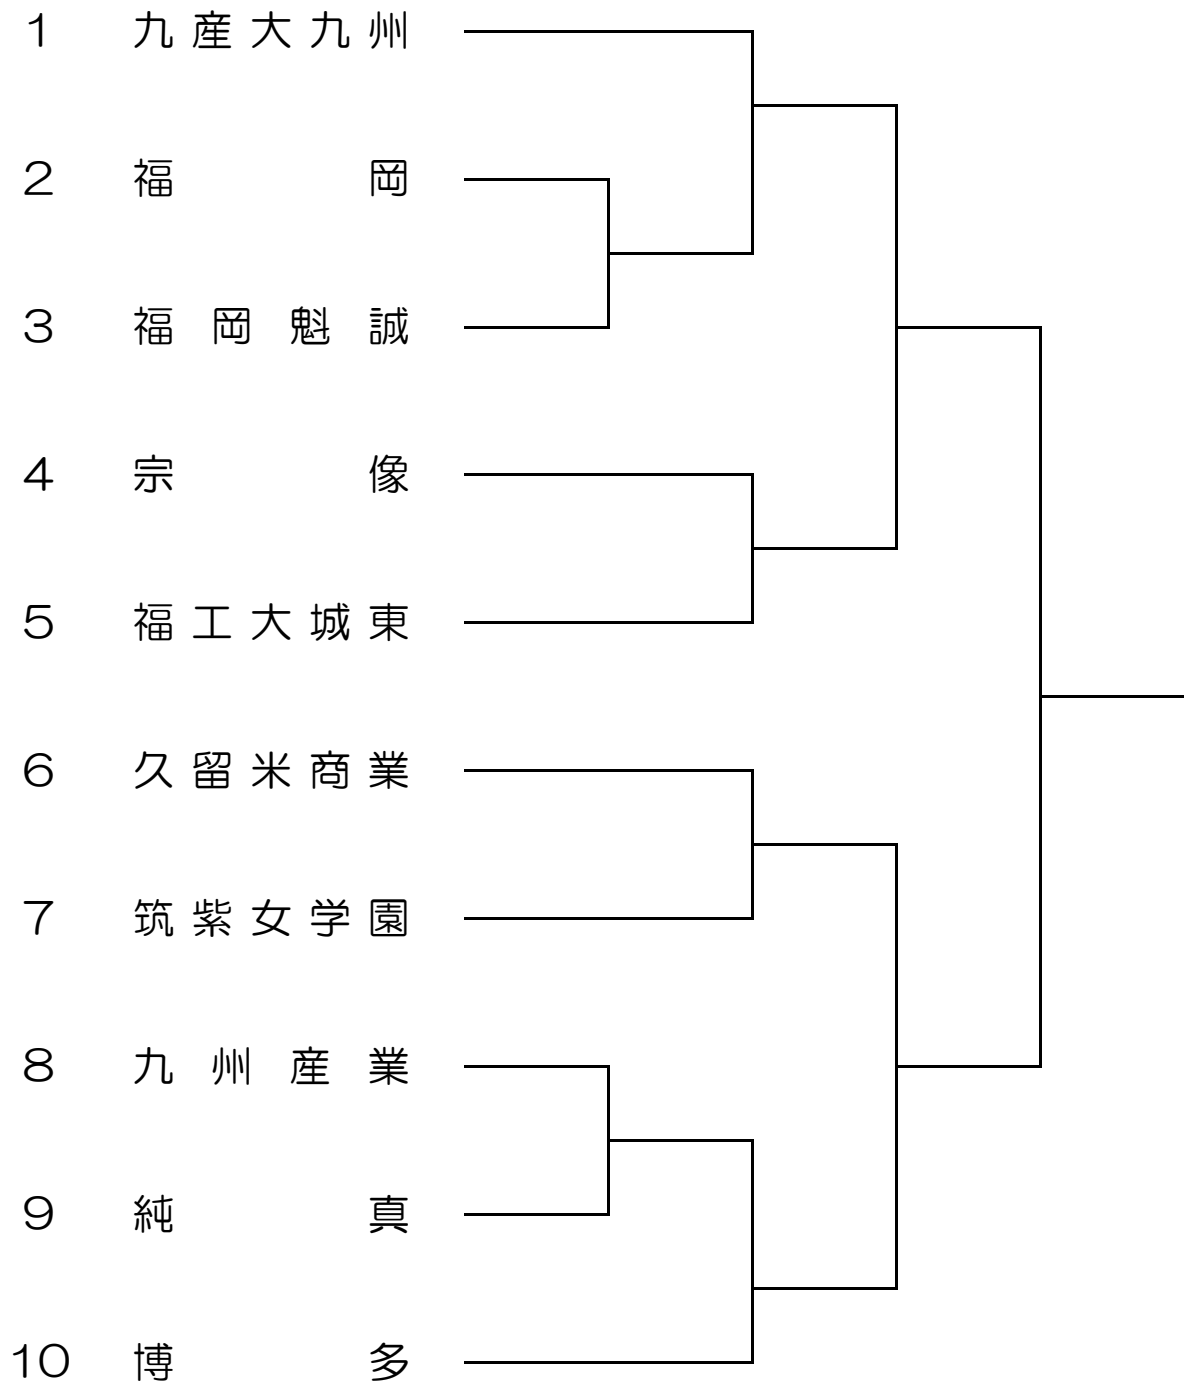 1 九産大九州
2 福岡
3 福岡魁誠
4 宗像
5 福工大城東
6 久留米商業
7 筑紫女学園
8 九州産業
9 純真
10 博多